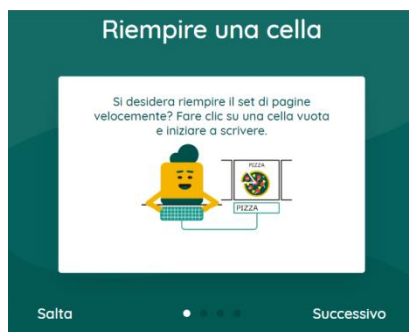 Riempire una cella
Si desidera riempire il set di pagine
velocemente? Fare clic su una cella vuota
e iniziare a scrivere.
PIZZA
PIZZA
Salta
Successivo